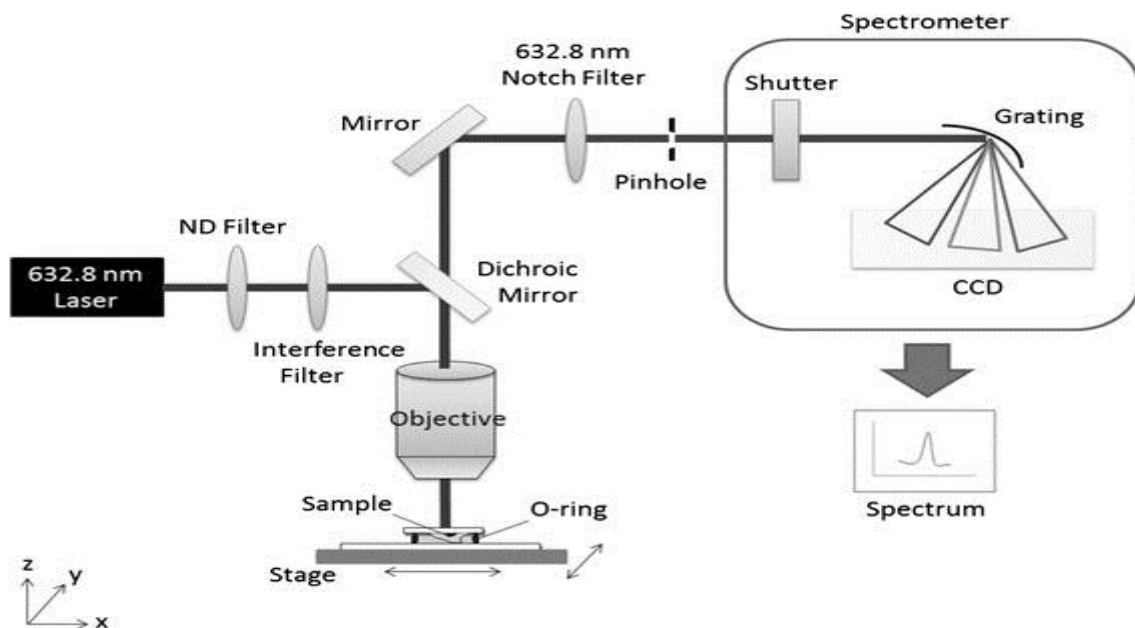 Spectrometer
632.8 nm
Notch Filter
Shutter
Mirror
Grating
Pinhole
ND Filter
632.8 nm
Laser
Dichroic
Mirror
CCD
Interference
Filter
Objective
Sample
O-ring
Spectrum
Stage
z
y
x